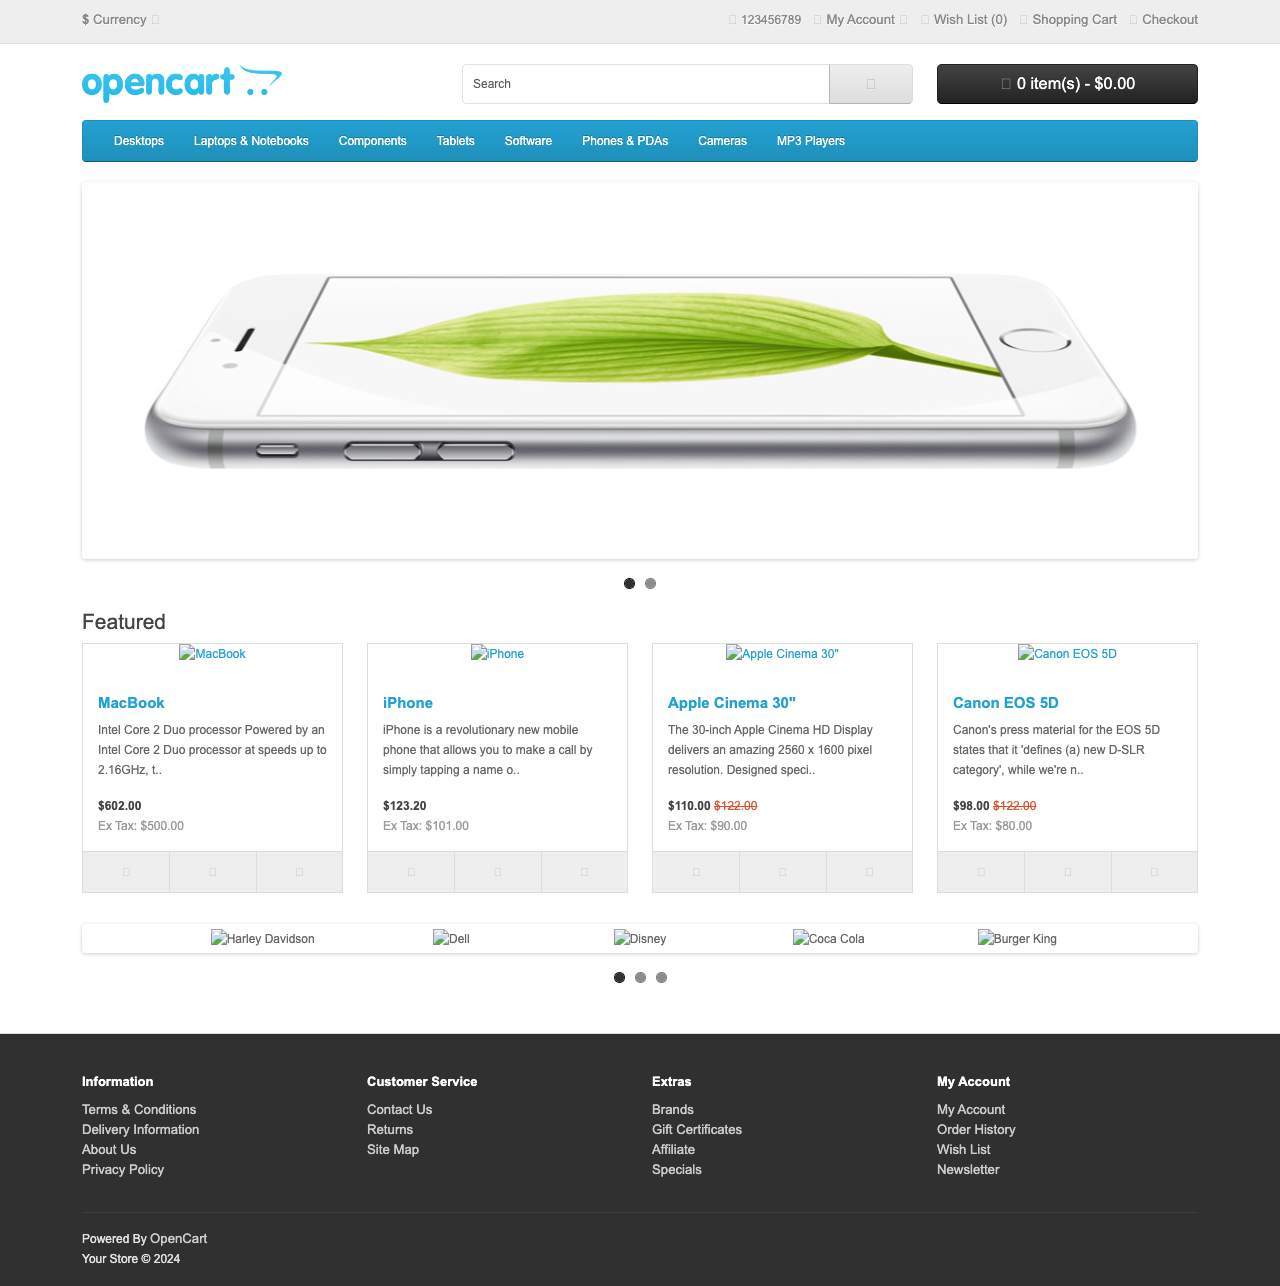 $ Currency
123456789 My Account Wish List (0) Shopping Cart Checkout
opencart
Search
0 item(s) - $0.00
Desktops Laptops & Notebooks Components Tablets Software Phones & PDAs Cameras MP3 Players
Featured
MacBook
MacBook
Intel Core 2 Duo processor Powered by an
Intel Core 2 Duo processor at speeds up to
2.16GHz, t..
$602.00
Ex Tax: $500.00
iPhone
iPhone
iPhone is a revolutionary new mobile
phone that allows you to make a call by
simply tapping a name o..
$123.20
Ex Tax: $101.00
Apple Cinema 30"
Apple Cinema 30"
The 30-inch Apple Cinema HD Display
delivers an amazing 2560 x 1600 pixel
resolution. Designed speci..
$110.00 $122.00
Ex Tax: $90.00
Canon EOS 5D
Canon EOS 5D
Canon's press material for the EOS 5D
states that it 'defines (a) new D-SLR
category', while we're n..
$98.00 $122.00
Ex Tax: $80.00
Harley Davidson Dell Disney Coca Cola Burger King
Information
Terms & Conditions
Delivery Information
About Us
Privacy Policy
Customer Service
Contact Us
Returns
Site Map
Extras
Brands
Gift Certificates
Affiliate
Specials
My Account
My Account
Order History
Wish List
Newsletter
Powered By OpenCart
Your Store © 2024